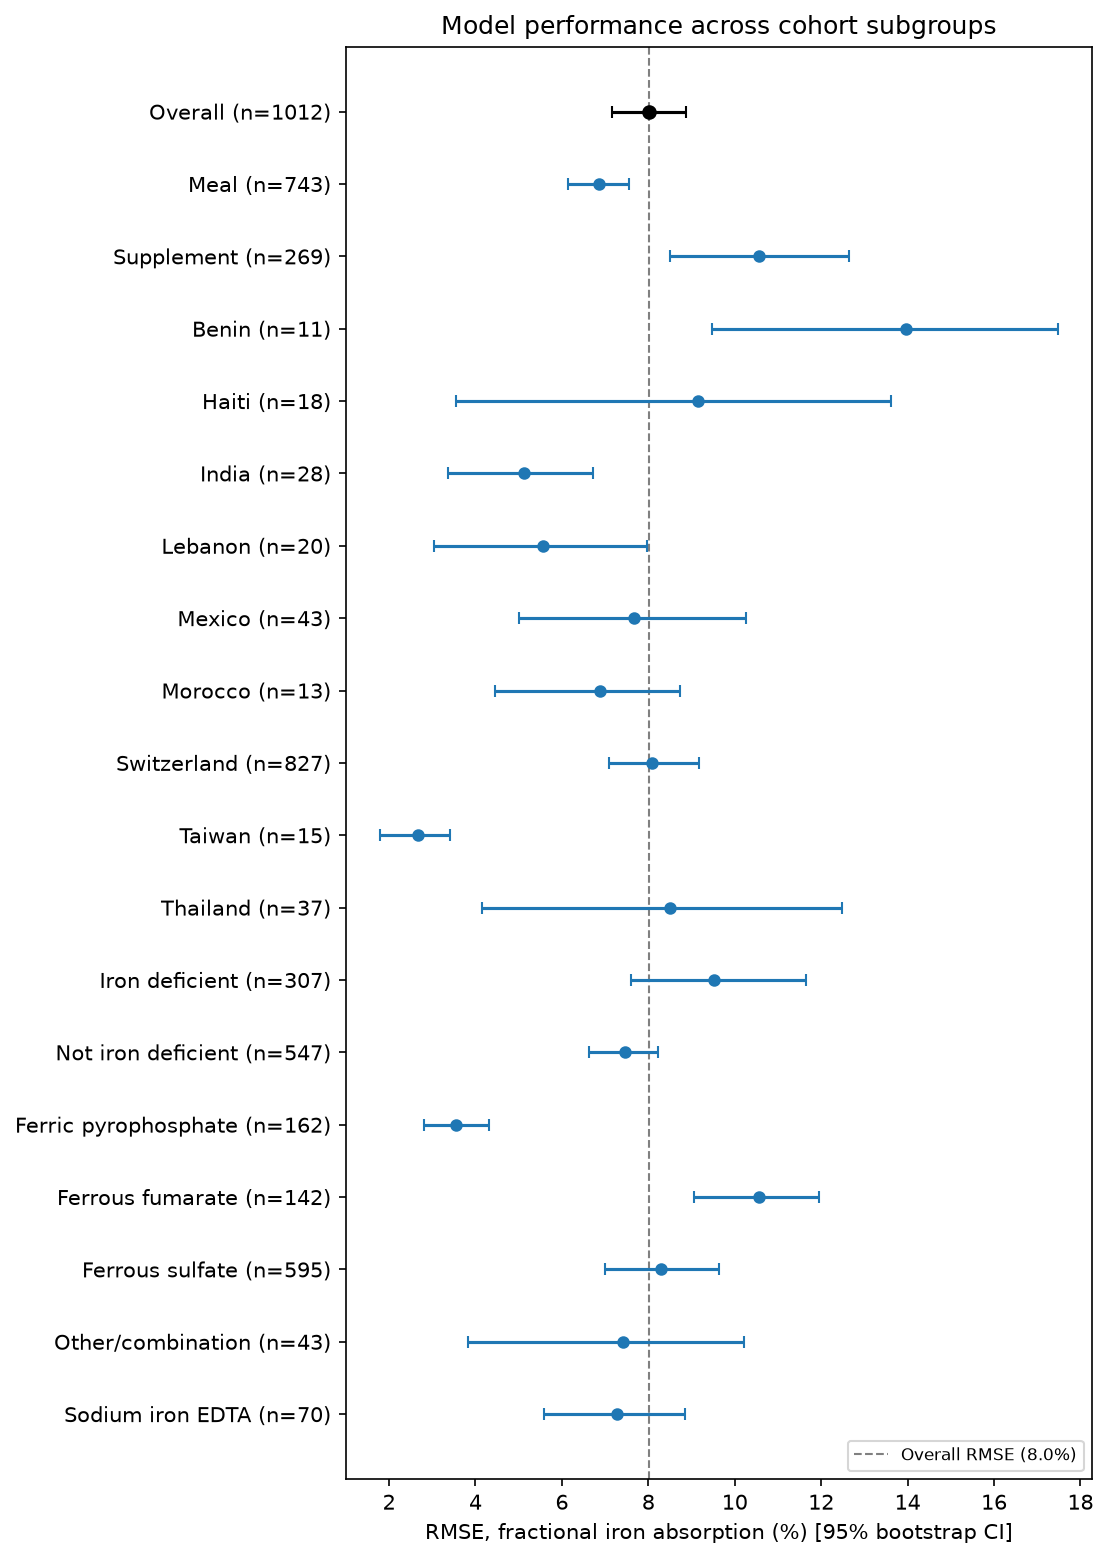 Model performance across cohort subgroups
Overall (n=1012)
Meal (n=743)
Supplement (n=269)
Benin (n=11)
Haiti (n=18)
India (n=28)
Lebanon (n=20)
Mexico (n=43)
Morocco (n=13)
Switzerland (n=827)
Taiwan (n=15)
Thailand (n=37)
Iron deficient (n=307)
Not iron deficient (n=547)
Ferric pyrophosphate (n=162)
Ferrous fumarate (n=142)
Ferrous sulfate (n=595)
Other/combination (n=43)
Sodium iron EDTA (n=70)
Overall RMSE (8.0%)
2 4 6 8 10 12 14 16 18
RMSE, fractional iron absorption (%) [95% bootstrap CI]